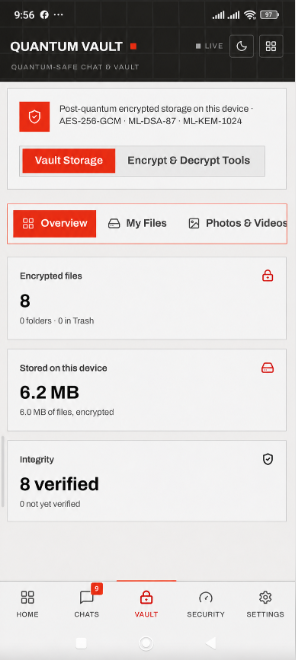 9:56
97
QUANTUM VAULT
LIVE
QUANTUM-SAFE CHAT & VAULT
Post-quantum encrypted storage on this device ·
AES-256-GCM · ML-DSA-87 · ML-KEM-1024
Vault Storage
Encrypt & Decrypt Tools
Overview
My Files
Photos & Videos
Encrypted files
8
0 folders · 0 in Trash
Stored on this device
6.2 MB
6.0 MB of files, encrypted
Integrity
8 verified
0 not yet verified
9
HOME
CHATS
VAULT
SECURITY
SETTINGS